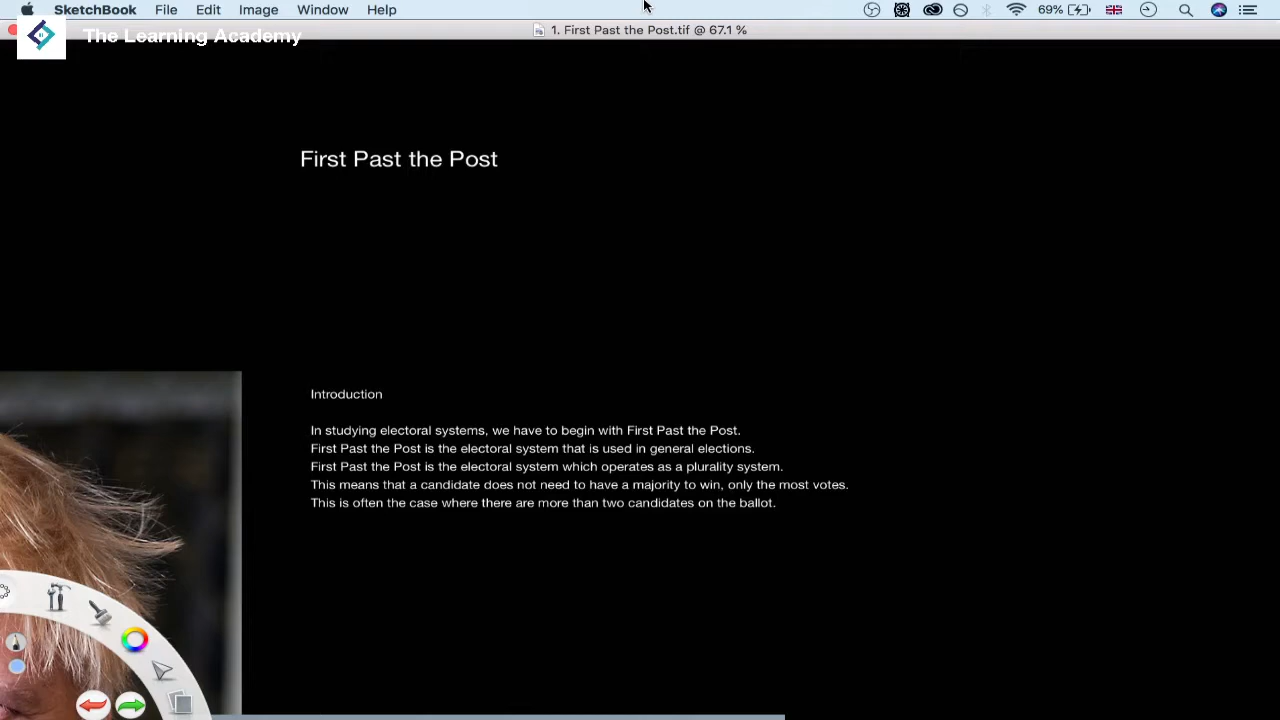 SketchBook File Edit Image Window Help 69%
1. First Past the Post.tif @ 67.1 %
The Learning Academy
First Past the Post
Introduction
In studying electoral systems, we have to begin with First Past the Post.
First Past the Post is the electoral system that is used in general elections.
First Past the Post is the electoral system which operates as a plurality system.
This means that a candidate does not need to have a majority to win, only the most votes.
This is often the case where there are more than two candidates on the ballot.